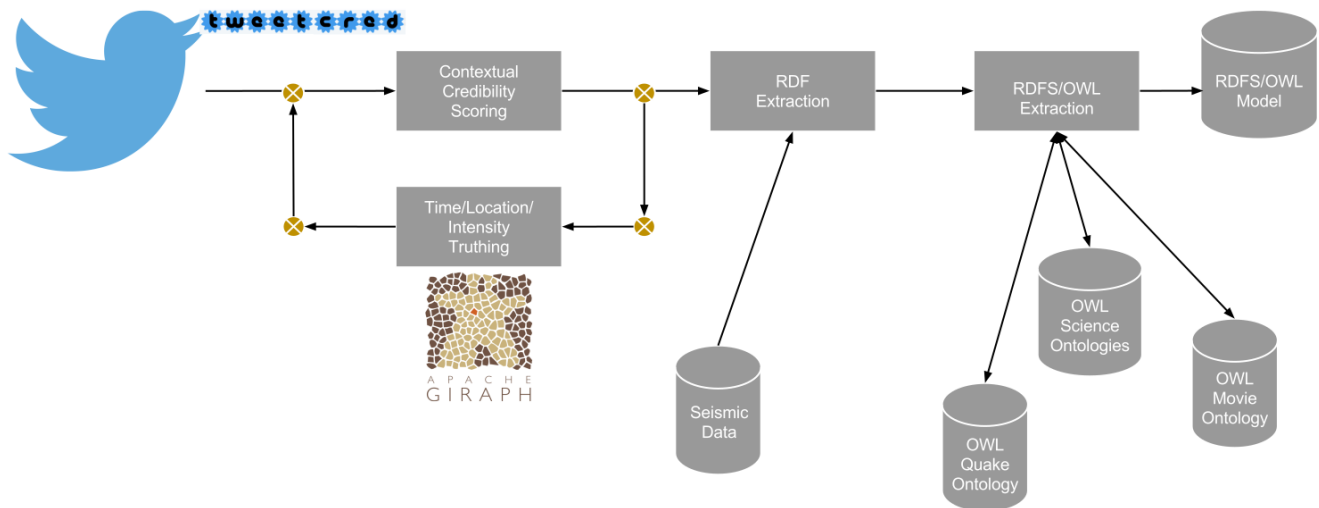 tweetcred
Contextual
Credibility
Scoring
RDF
Extraction
RDFS/OWL
Extraction
RDFS/OWL
Model
Time/Location/
Intensity
Truthing
APACHE
GIRAPH
Seismic
Data
OWL
Science
Ontologies
OWL
Quake
Ontology
OWL
Movie
Ontology